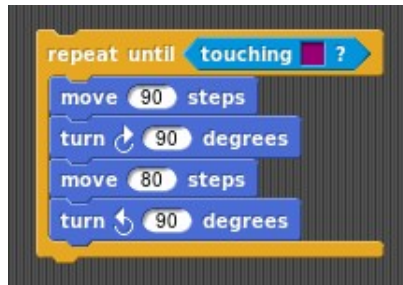 repeat until touching ?
move 90 steps
turn 90 degrees
move 80 steps
turn 90 degrees